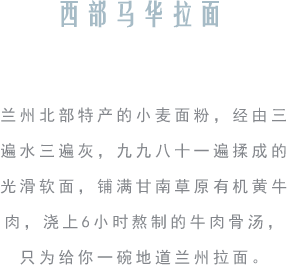 西部马华拉面
兰州北部特产的小麦面粉，经由三
遍水三遍灰，九九八十一遍揉成的
光滑软面，铺满甘南草原有机黄牛
肉，浇上6小时熬制的牛肉骨汤，
只为给你一碗地道兰州拉面。